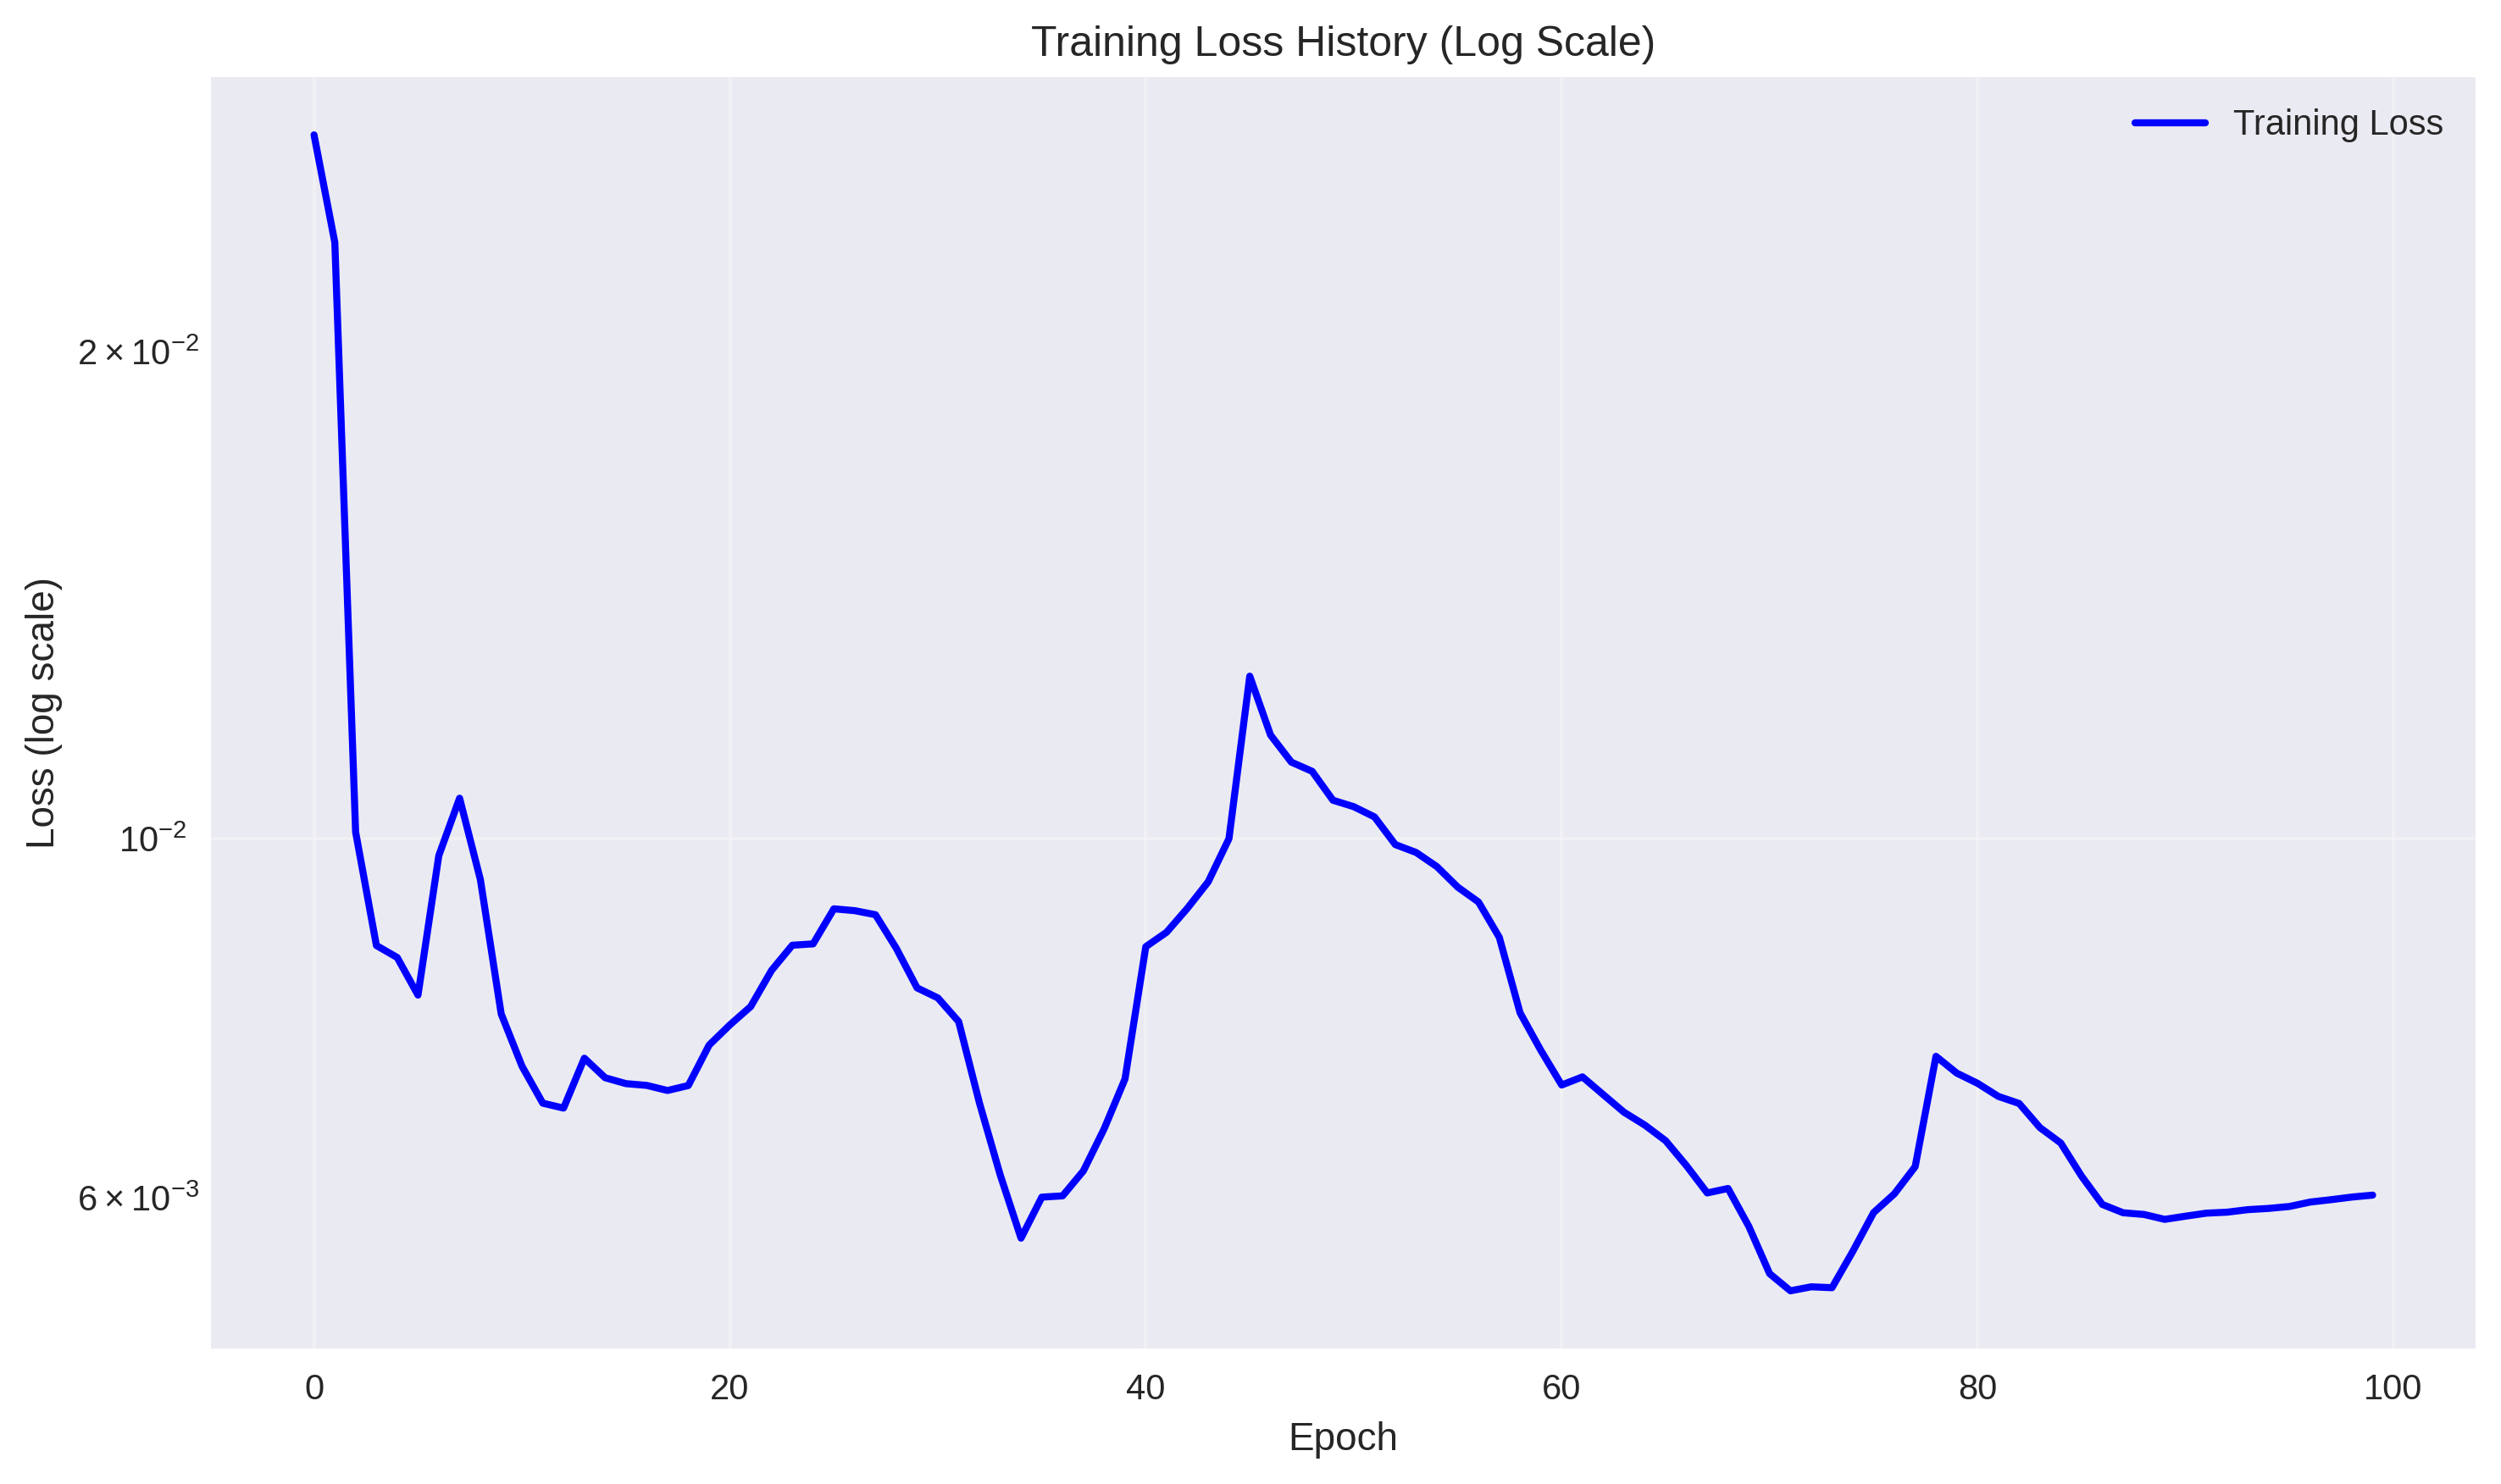 Training Loss History (Log Scale)
Training Loss
2 × 10⁻²
10⁻²
6 × 10⁻³
Loss (log scale)
0 20 40 60 80 100
Epoch